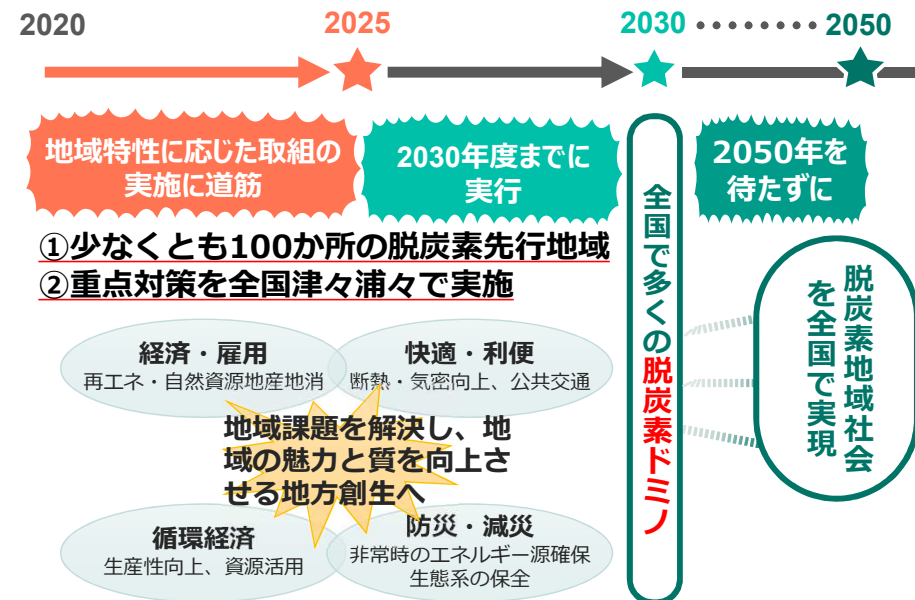 2020
2025
2030
2050
地域特性に応じた取組の
実施に道筋
2030年度までに
実行
2050年を
待たずに
①少なくとも100か所の脱炭素先行地域
②重点対策を全国津々浦々で実施
経済・雇用
再エネ・自然資源地産地消
快適・利便
断熱・気密向上、公共交通
地域課題を解決し、地
域の魅力と質を向上さ
せる地方創生へ
循環経済
生産性向上、資源活用
防災・減災
非常時のエネルギー源確保
生態系の保全
全国で多くの脱炭素ドミノ
脱炭素地域社会
を全国で実現